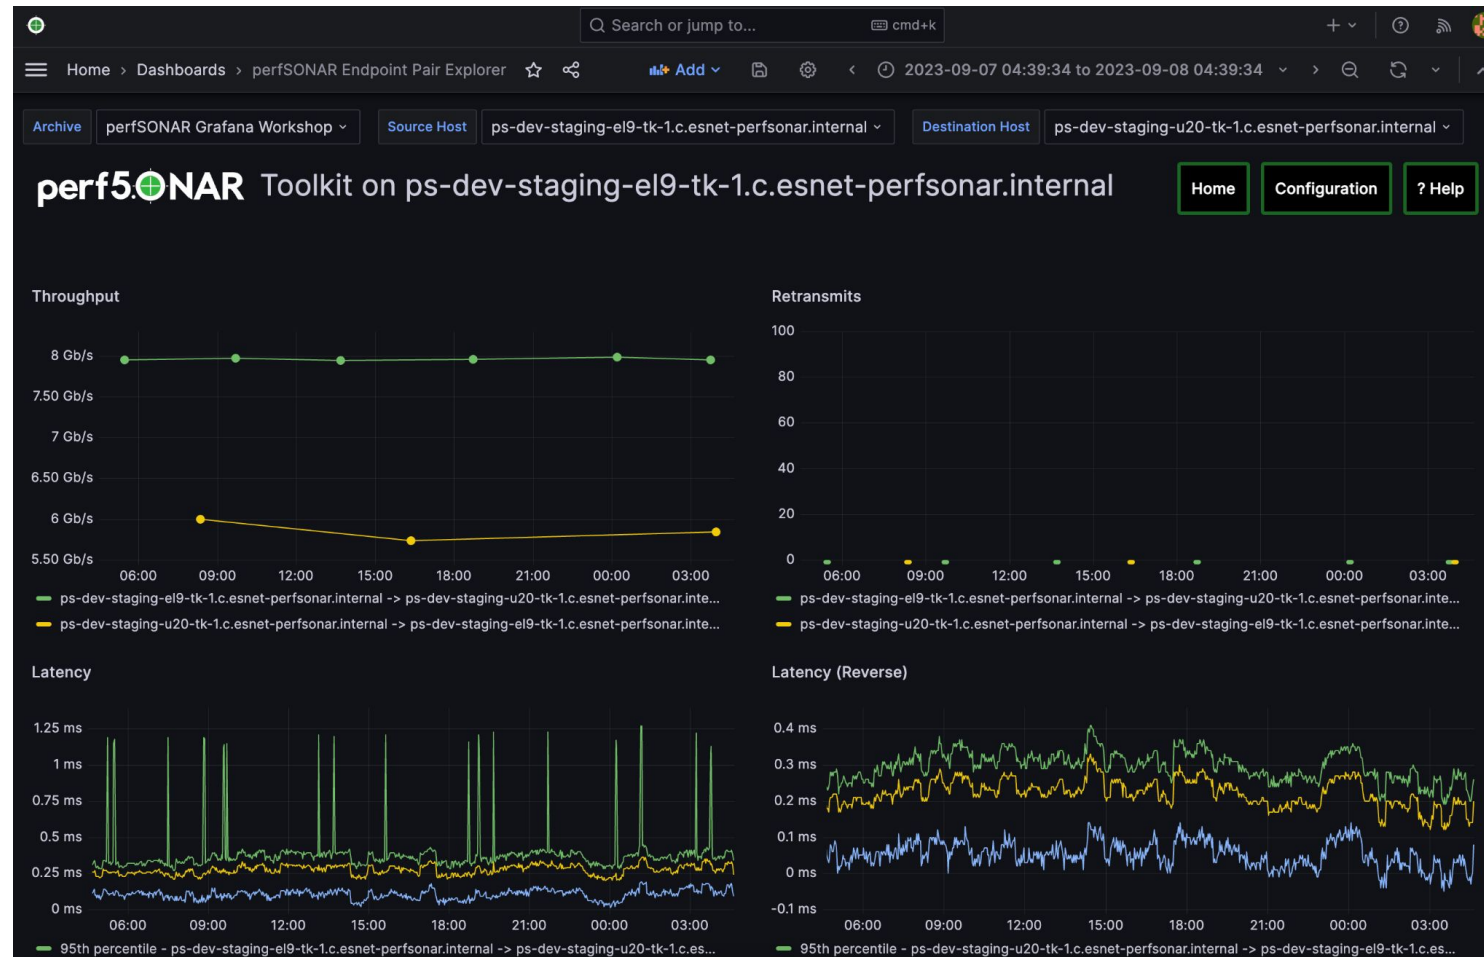 Search or jump to... cmd+k
Home › Dashboards › perfSONAR Endpoint Pair Explorer Add 2023-09-07 04:39:34 to 2023-09-08 04:39:34
Archive perfSONAR Grafana Workshop Source Host ps-dev-staging-el9-tk-1.c.esnet-perfsonar.internal Destination Host ps-dev-staging-u20-tk-1.c.esnet-perfsonar.internal
perfSONAR Toolkit on ps-dev-staging-el9-tk-1.c.esnet-perfsonar.internal Home Configuration ? Help
Throughput
8 Gb/s
7.50 Gb/s
7 Gb/s
6.50 Gb/s
6 Gb/s
5.50 Gb/s
06:00 09:00 12:00 15:00 18:00 21:00 00:00 03:00
ps-dev-staging-el9-tk-1.c.esnet-perfsonar.internal -> ps-dev-staging-u20-tk-1.c.esnet-perfsonar.inte...
ps-dev-staging-u20-tk-1.c.esnet-perfsonar.internal -> ps-dev-staging-el9-tk-1.c.esnet-perfsonar.inte...
Retransmits
100
80
60
40
20
0
06:00 09:00 12:00 15:00 18:00 21:00 00:00 03:00
ps-dev-staging-el9-tk-1.c.esnet-perfsonar.internal -> ps-dev-staging-u20-tk-1.c.esnet-perfsonar.inte...
ps-dev-staging-u20-tk-1.c.esnet-perfsonar.internal -> ps-dev-staging-el9-tk-1.c.esnet-perfsonar.inte...
Latency
1.25 ms
1 ms
0.75 ms
0.5 ms
0.25 ms
0 ms
06:00 09:00 12:00 15:00 18:00 21:00 00:00 03:00
95th percentile - ps-dev-staging-el9-tk-1.c.esnet-perfsonar.internal -> ps-dev-staging-u20-tk-1.c.es...
Latency (Reverse)
0.4 ms
0.3 ms
0.2 ms
0.1 ms
0 ms
-0.1 ms
06:00 09:00 12:00 15:00 18:00 21:00 00:00 03:00
95th percentile - ps-dev-staging-u20-tk-1.c.esnet-perfsonar.internal -> ps-dev-staging-el9-tk-1.c.es...